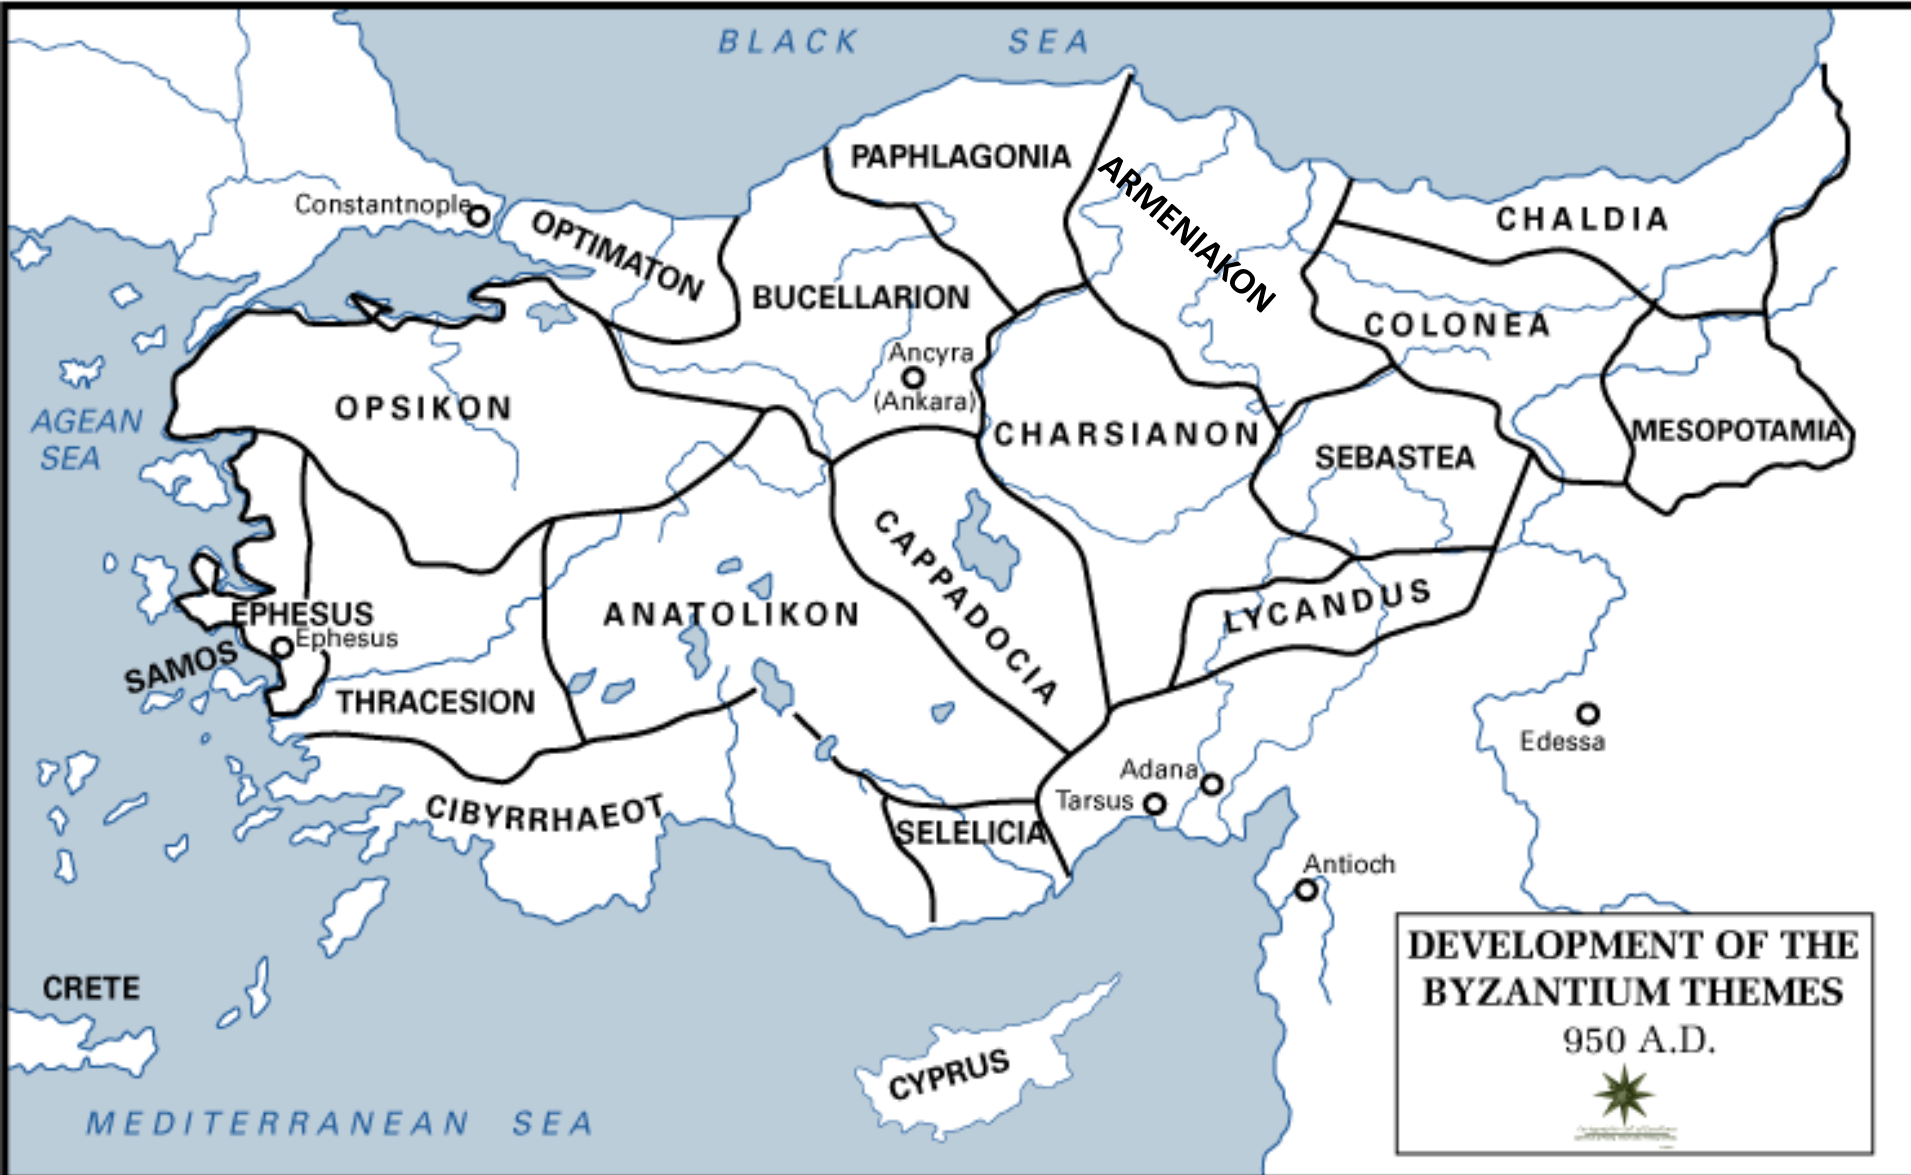 BLACK SEA
PAPHLAGONIA
ARMENIAKON
Constantnople
OPTIMATON
CHALDIA
BUCELLARION
COLONEA
Ancyra
(Ankara)
OPSIKON
AGEAN
SEA
CHARSIANON
MESOPOTAMIA
SEBASTEA
CAPPADOCIA
EPHESUS
Ephesus
ANATOLIKON
LYCANDUS
SAMOS
THRACESION
Edessa
Adana
Tarsus
CIBYRRHAEOT
SELELICIA
Antioch
CRETE
CYPRUS
MEDITERRANEAN SEA
DEVELOPMENT OF THE
BYZANTIUM THEMES
950 A.D.